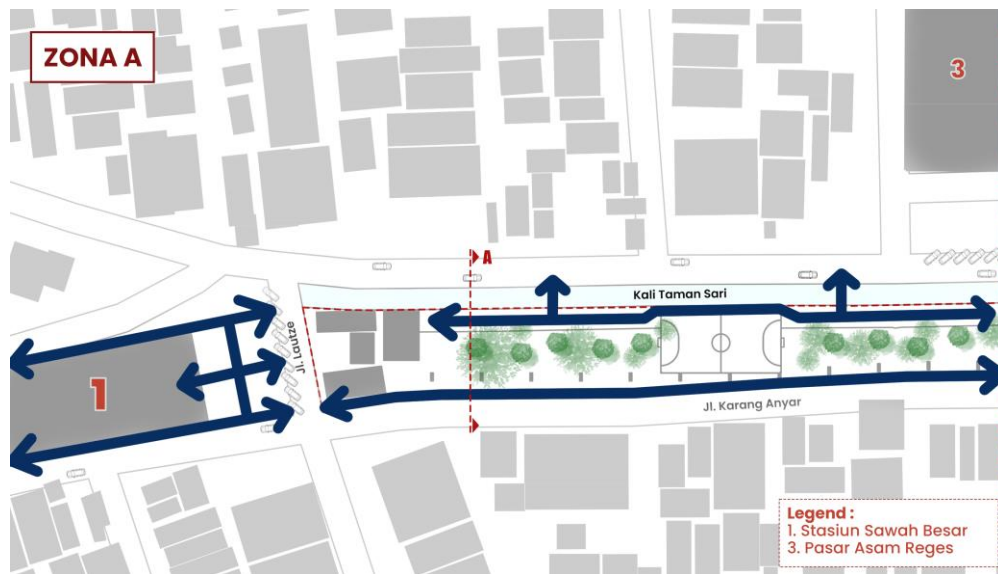 ZONA A
3
A
Kali Taman Sari
Jl. Lautze
1
Jl. Karang Anyar
Legend :
1. Stasiun Sawah Besar
3. Pasar Asam Reges